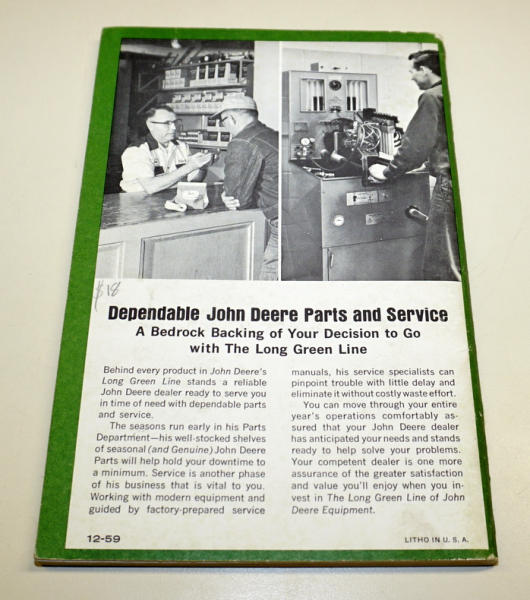 $18
Dependable John Deere Parts and Service
A Bedrock Backing of Your Decision to Go
with The Long Green Line
Behind every product in John Deere's
Long Green Line stands a reliable
John Deere dealer ready to serve you
in time of need with dependable parts
and service.
The seasons run early in his Parts
Department—his well-stocked shelves
of seasonal (and Genuine) John Deere
Parts will help hold your downtime to
a minimum. Service is another phase
of his business that is vital to you.
Working with modern equipment and
guided by factory-prepared service
manuals, his service specialists can
pinpoint trouble with little delay and
eliminate it without costly waste effort.
You can move through your entire
year's operations comfortably as-
sured that your John Deere dealer
has anticipated your needs and stands
ready to help solve your problems.
Your competent dealer is one more
assurance of the greater satisfaction
and value you'll enjoy when you in-
vest in The Long Green Line of John
Deere Equipment.
12-59
LITHO IN U. S. A.